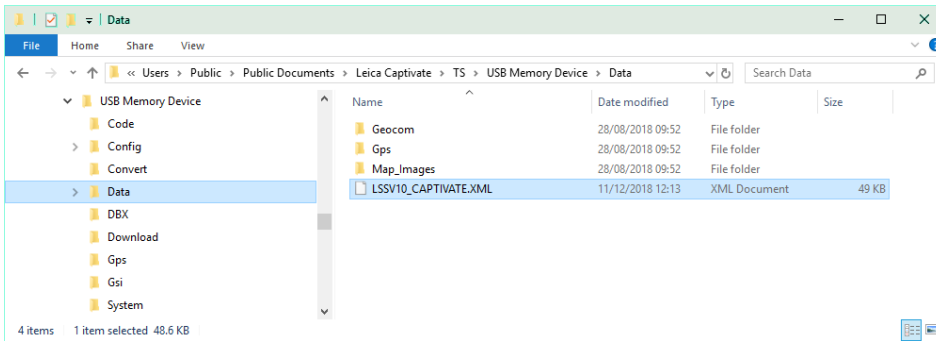 Data
File Home Share View
« Users > Public > Public Documents > Leica Captivate > TS > USB Memory Device > Data Search Data
USB Memory Device
Code
Config
Convert
Data
DBX
Download
Gps
Gsi
System
Name Date modified Type Size
Geocom 28/08/2018 09:52 File folder
Gps 28/08/2018 09:52 File folder
Map_Images 28/08/2018 09:52 File folder
LSSV10_CAPTIVATE.XML 11/12/2018 12:13 XML Document 49 KB
4 items 1 item selected 48.6 KB